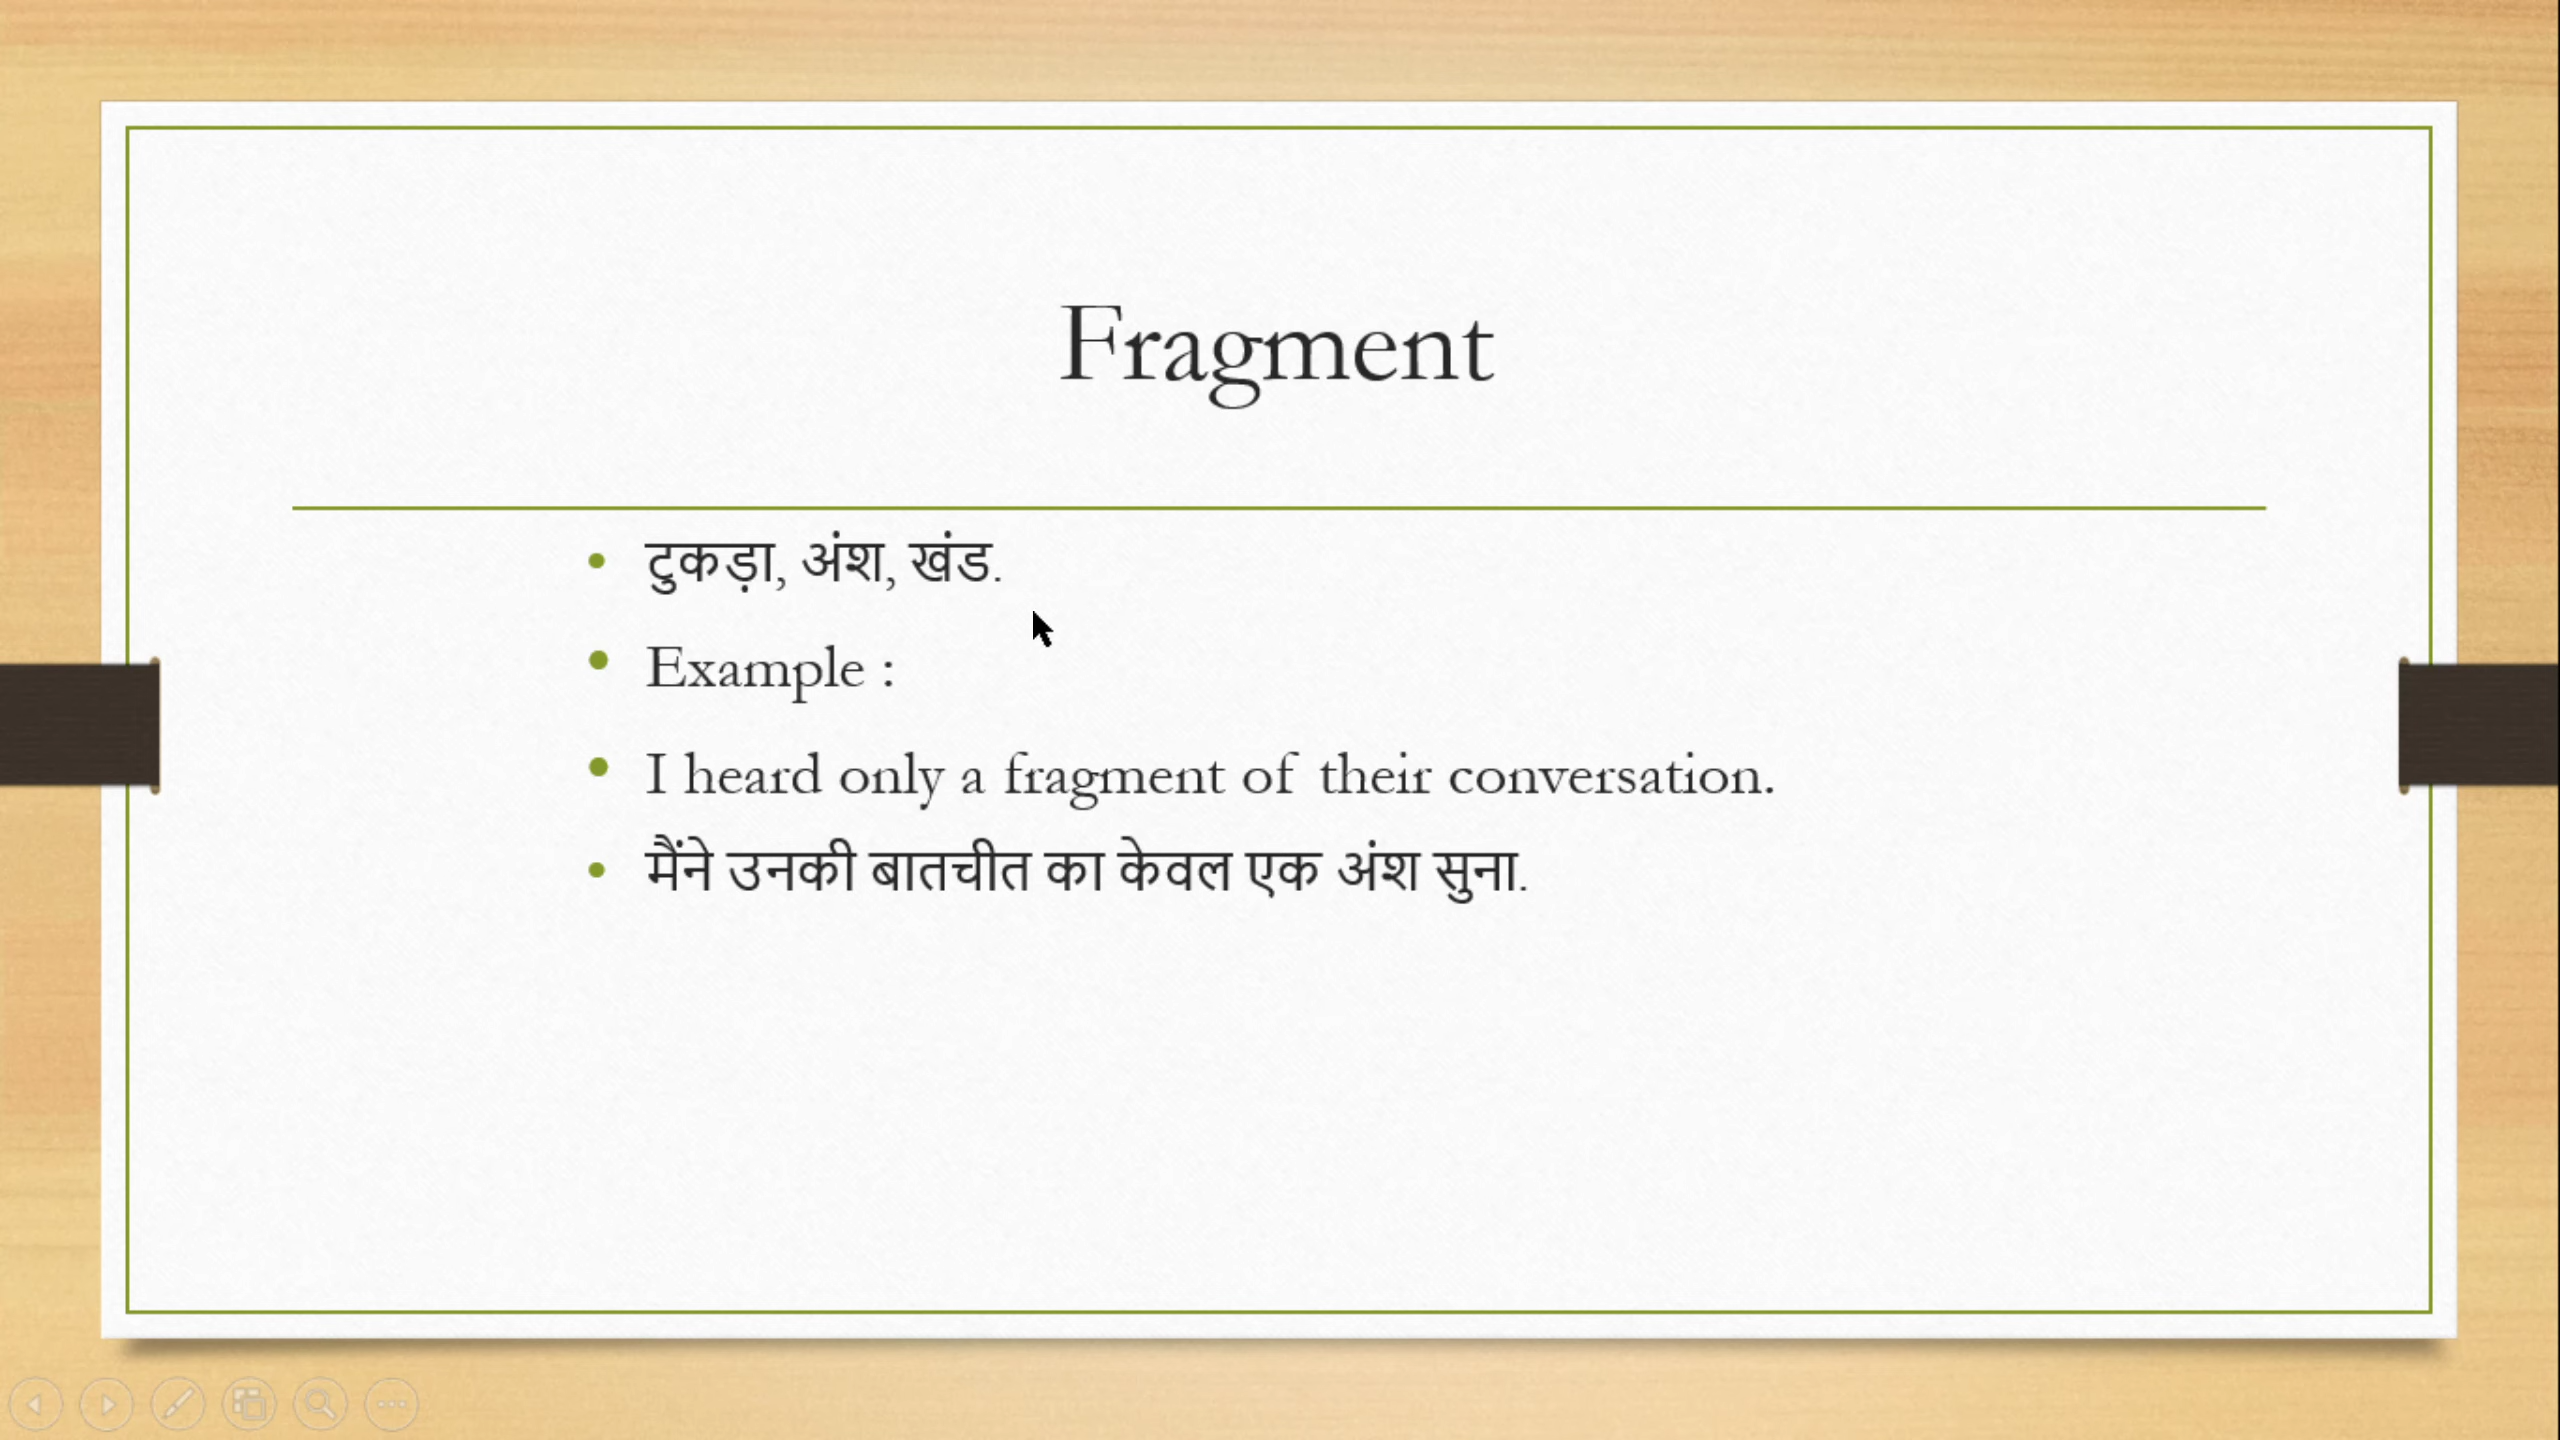 Fragment
टुकड़ा, अंश, खंड.
Example :
I heard only a fragment of their conversation.
मैंने उनकी बातचीत का केवल एक अंश सुना.